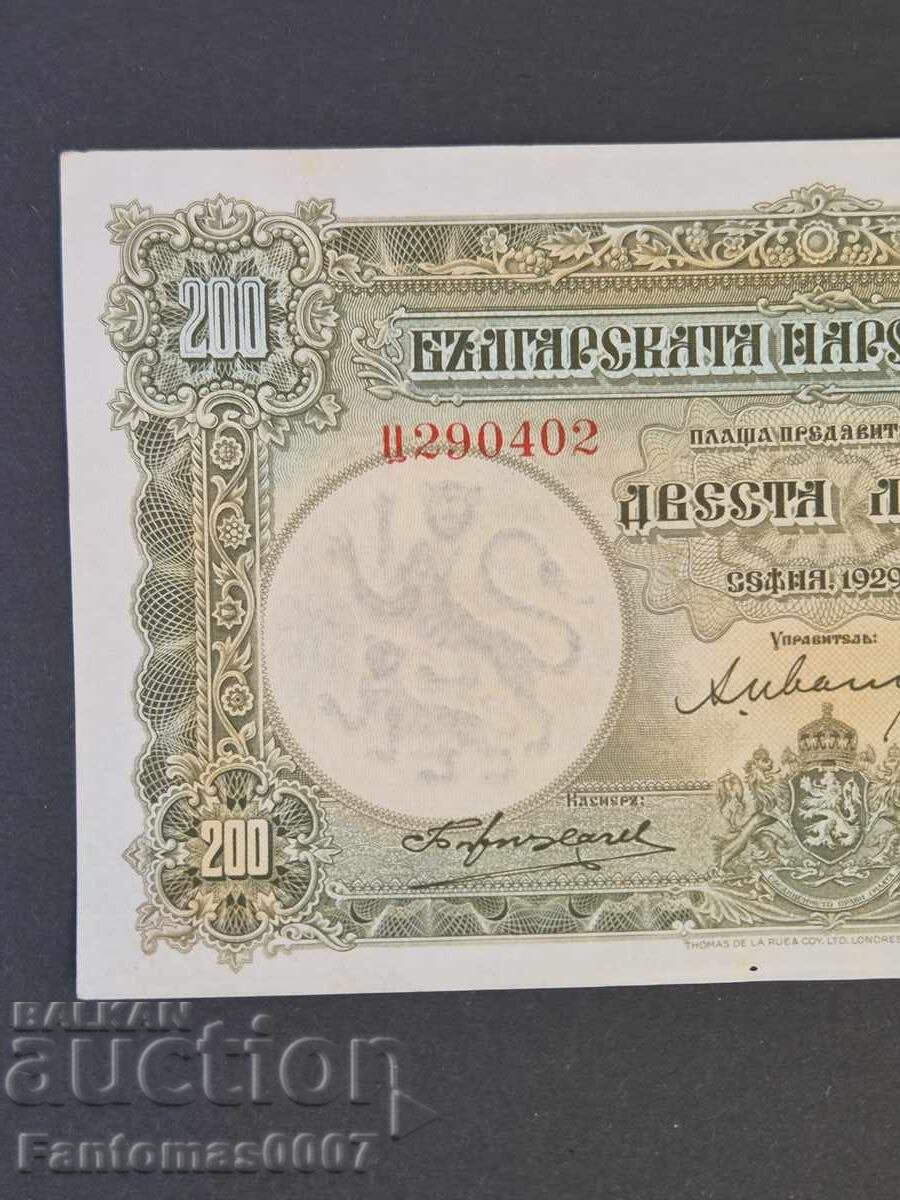 200
БЪЛГАРСКАТА НАРО
Ц290402
ПЛАЩА ПРЕДЯВИТ
ДВЕСТА Л
СОФИЯ, 1929
УПРАВИТЕЛЬ:
КАСИЕРЪ:
200
THOMAS DE LA RUE & COY. LTD. LONDRES
BALKAN
auction
Fantomas0007